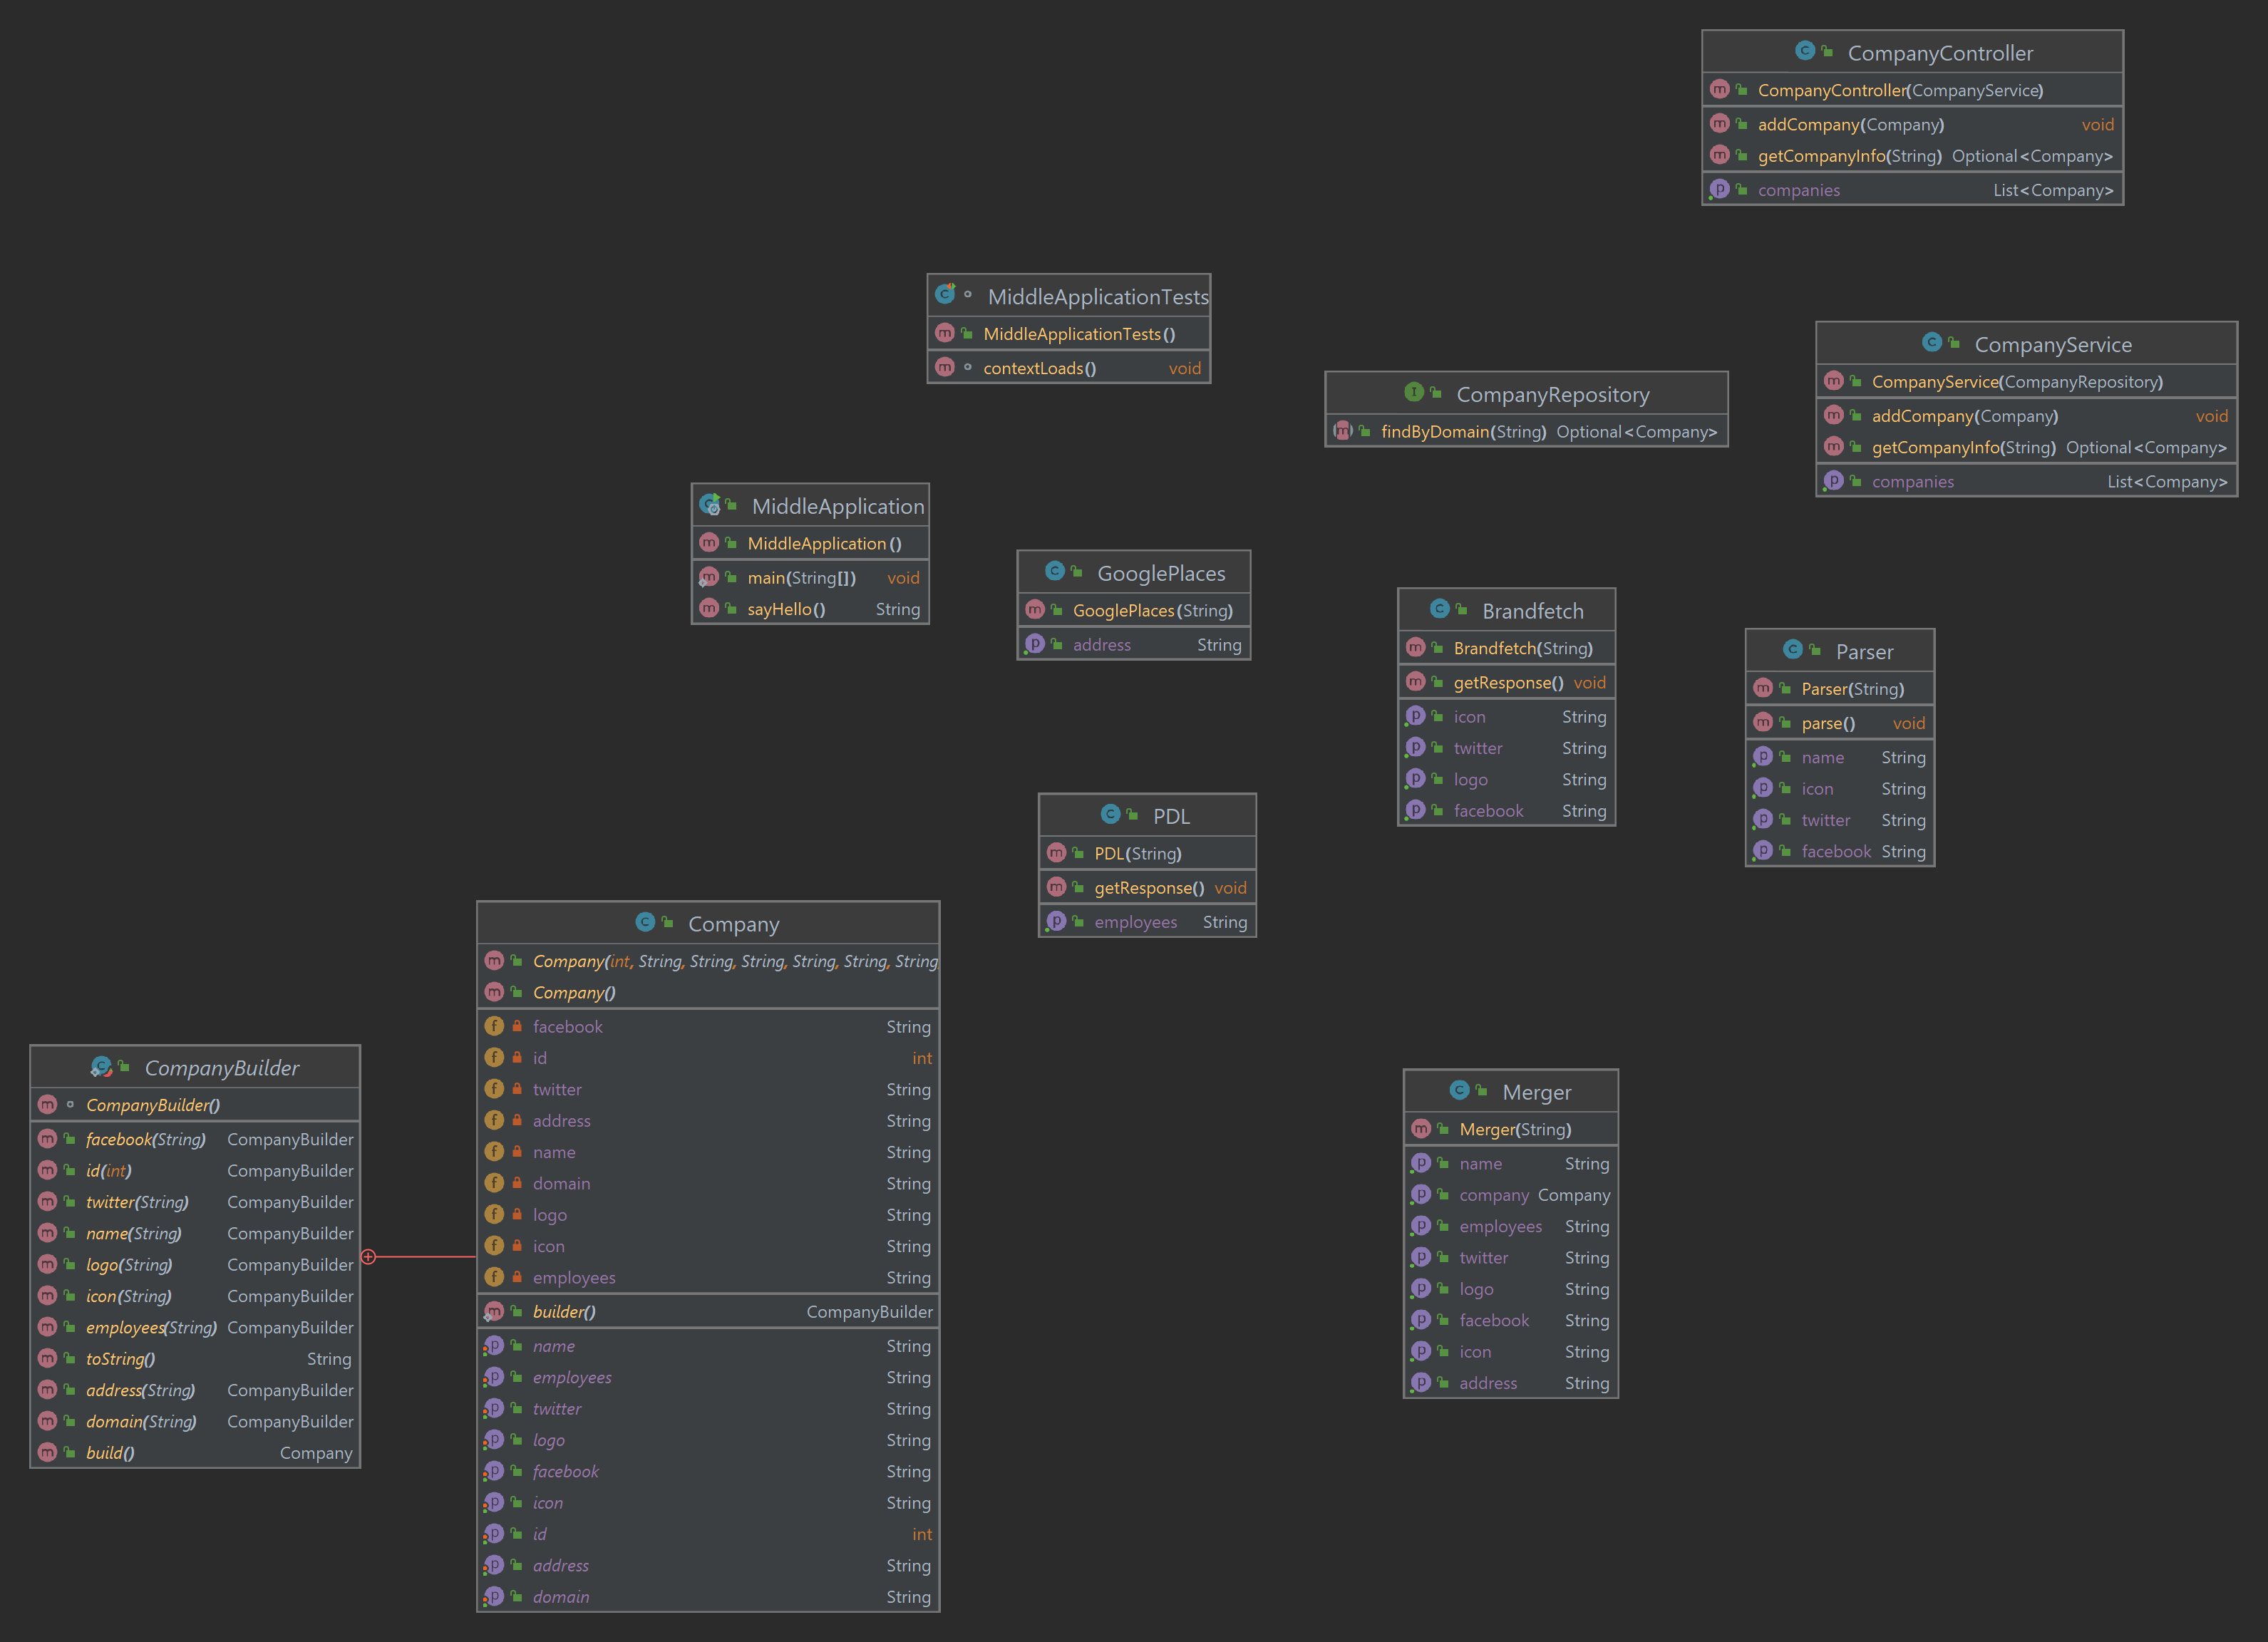 CompanyController
CompanyController(CompanyService)
addCompany(Company) void
getCompanyInfo(String) Optional<Company>
companies List<Company>
MiddleApplicationTests
MiddleApplicationTests()
contextLoads() void
CompanyService
CompanyService(CompanyRepository)
addCompany(Company) void
getCompanyInfo(String) Optional<Company>
companies List<Company>
CompanyRepository
findByDomain(String) Optional<Company>
MiddleApplication
MiddleApplication()
main(String[]) void
sayHello() String
GooglePlaces
GooglePlaces(String)
address String
Brandfetch
Brandfetch(String)
getResponse() void
icon String
twitter String
logo String
facebook String
Parser
Parser(String)
parse() void
name String
icon String
twitter String
facebook String
PDL
PDL(String)
getResponse() void
employees String
Company
Company(int, String, String, String, String, String, String,
Company()
facebook String
id int
twitter String
address String
name String
domain String
logo String
icon String
employees String
builder() CompanyBuilder
name String
employees String
twitter String
logo String
facebook String
icon String
id int
address String
domain String
CompanyBuilder
CompanyBuilder()
facebook(String) CompanyBuilder
id(int) CompanyBuilder
twitter(String) CompanyBuilder
name(String) CompanyBuilder
logo(String) CompanyBuilder
icon(String) CompanyBuilder
employees(String) CompanyBuilder
toString() String
address(String) CompanyBuilder
domain(String) CompanyBuilder
build() Company
Merger
Merger(String)
name String
company Company
employees String
twitter String
logo String
facebook String
icon String
address String